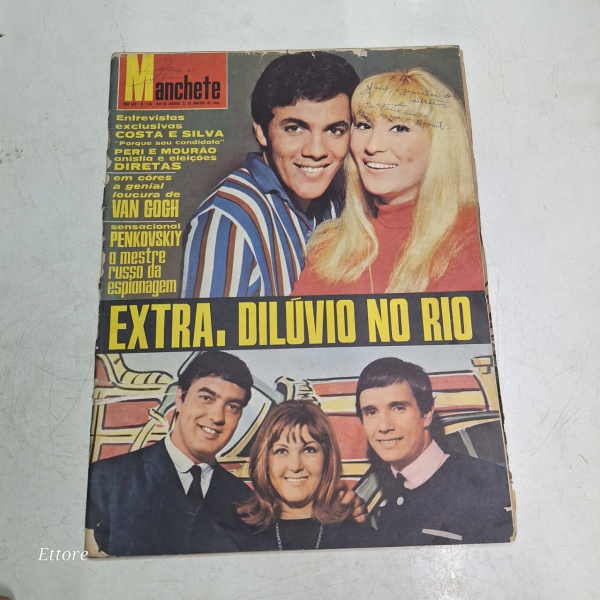 Manchete
Entrevistas
exclusivas
COSTA E SILVA
"Porque sou candidato"
PERI E MOURÃO
anistia e eleições
DIRETAS
em côres
a genial
loucura de
VAN GOGH
sensacional
PENKOVSKIY
o mestre
russo da
espionagem
EXTRA. DILÚVIO NO RIO
Ettore